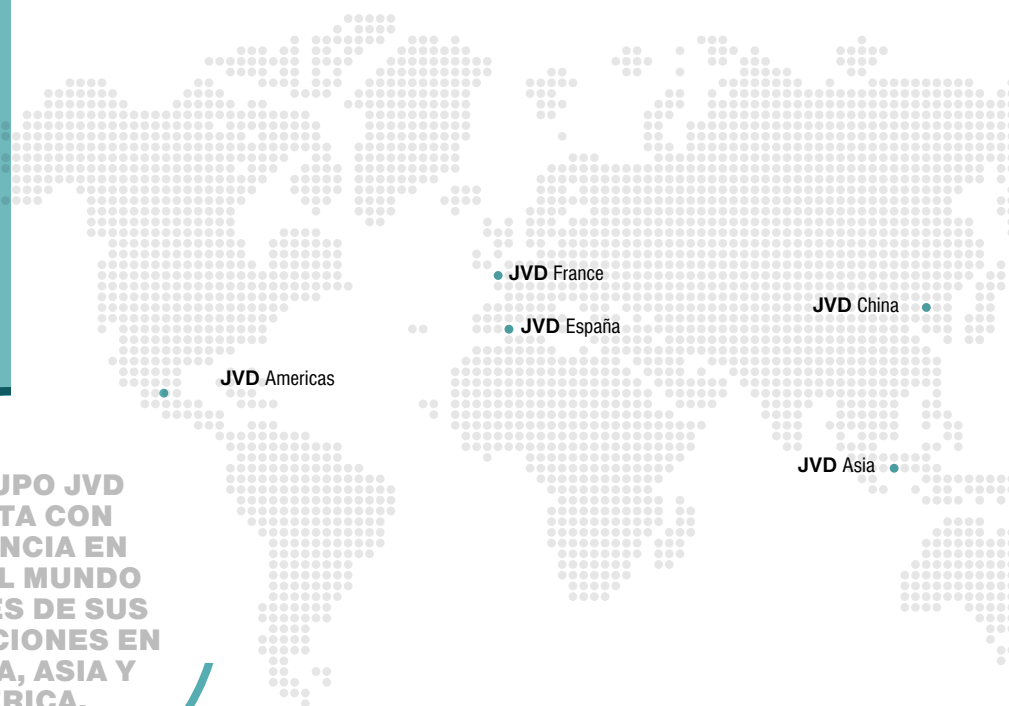 JVD France
JVD China
JVD España
JVD Americas
JVD Asia
UPO JVD
TA CON
NCIA EN
L MUNDO
ES DE SUS
CIONES EN
A, ASIA Y
ÉRICA.